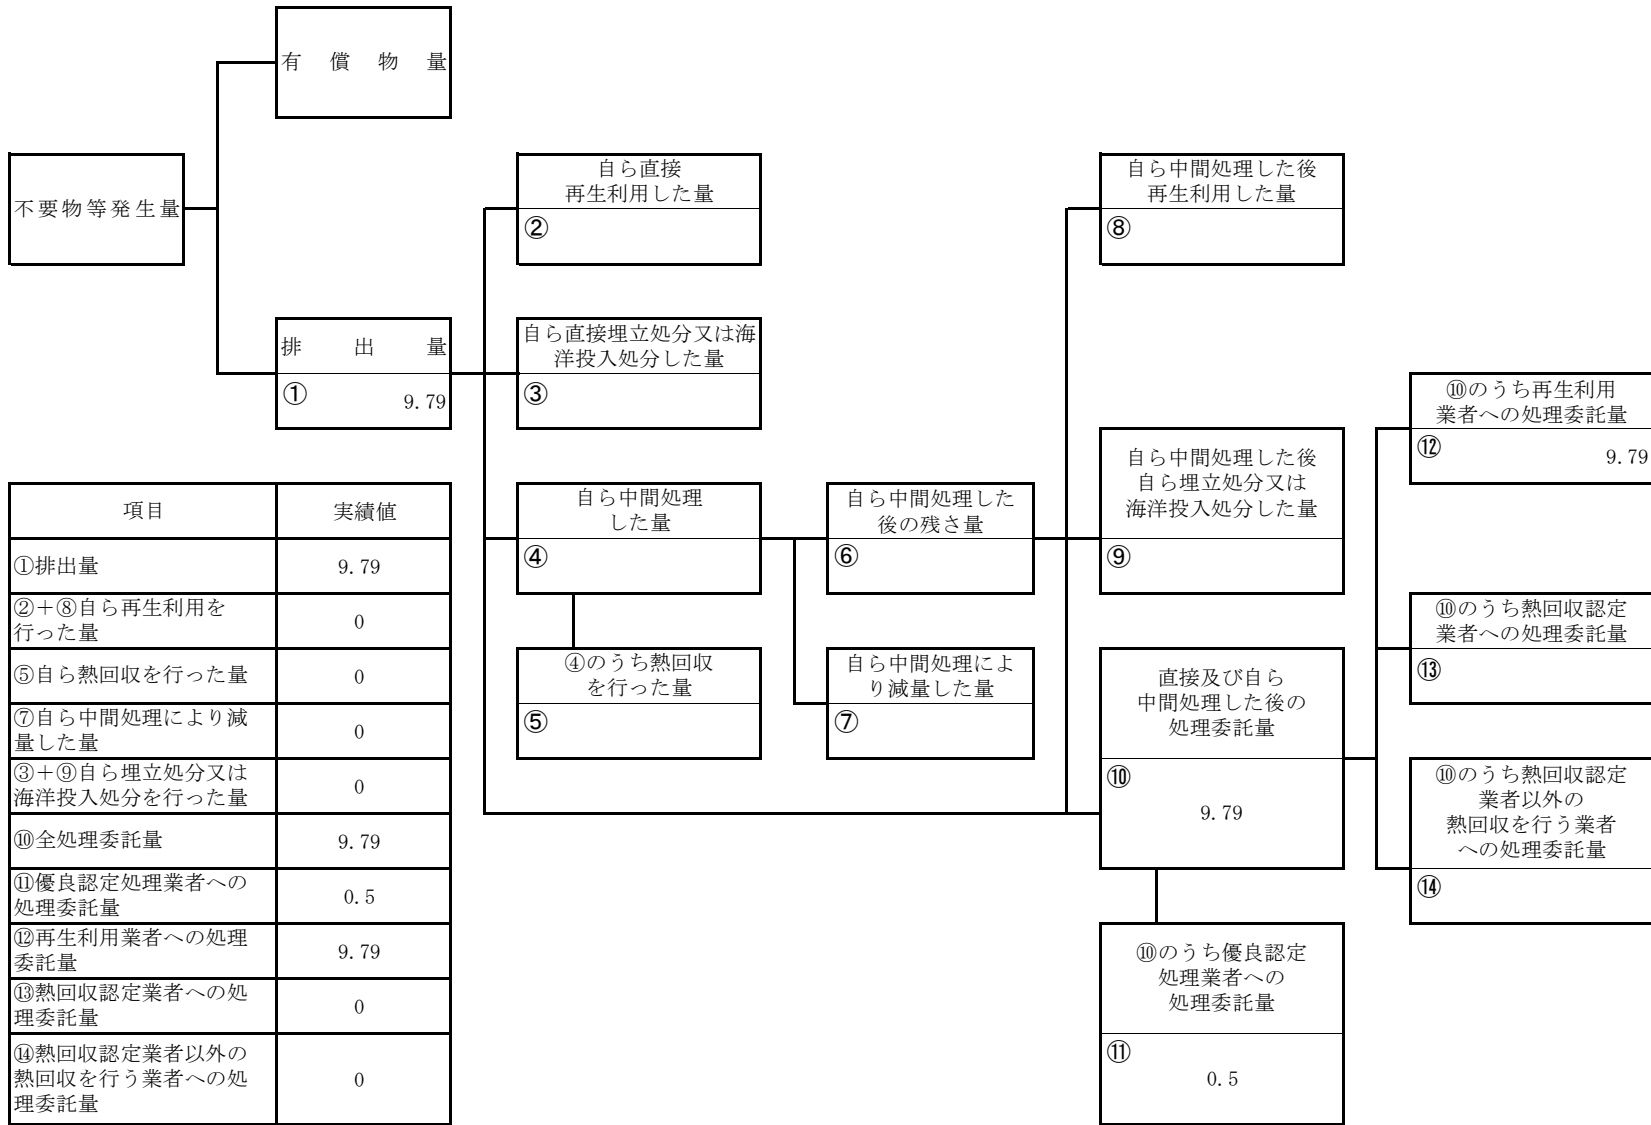 有償物量
不要物等発生量
排出量
①
9.79
自ら直接
再生利用した量
②
自ら直接埋立処分又は海
洋投入処分した量
③
自ら中間処理
した量
④
④のうち熱回収
を行った量
⑤
自ら中間処理した
後の残さ量
⑥
自ら中間処理によ
り減量した量
⑦
自ら中間処理した後
再生利用した量
⑧
自ら中間処理した後
自ら埋立処分又は
海洋投入処分した量
⑨
直接及び自ら
中間処理した後の
処理委託量
⑩
9.79
⑩のうち優良認定
処理業者への
処理委託量
⑪
0.5
⑩のうち再生利用
業者への処理委託量
⑫
9.79
⑩のうち熱回収認定
業者への処理委託量
⑬
⑩のうち熱回収認定
業者以外の
熱回収を行う業者
への処理委託量
⑭
項目 実績値
①排出量 9.79
②+⑧自ら再生利用を
行った量 0
⑤自ら熱回収を行った量 0
⑦自ら中間処理により減
量した量 0
③+⑨自ら埋立処分又は
海洋投入処分を行った量 0
⑩全処理委託量 9.79
⑪優良認定処理業者への
処理委託量 0.5
⑫再生利用業者への処理
委託量 9.79
⑬熱回収認定業者への処
理委託量 0
⑭熱回収認定業者以外の
熱回収を行う業者への処
理委託量 0